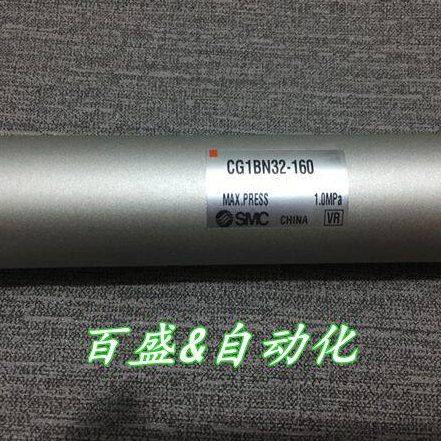 CG1BN32-160
MAX.PRESS 1.0MPa
SMC CHINA VR
百盛&自动化